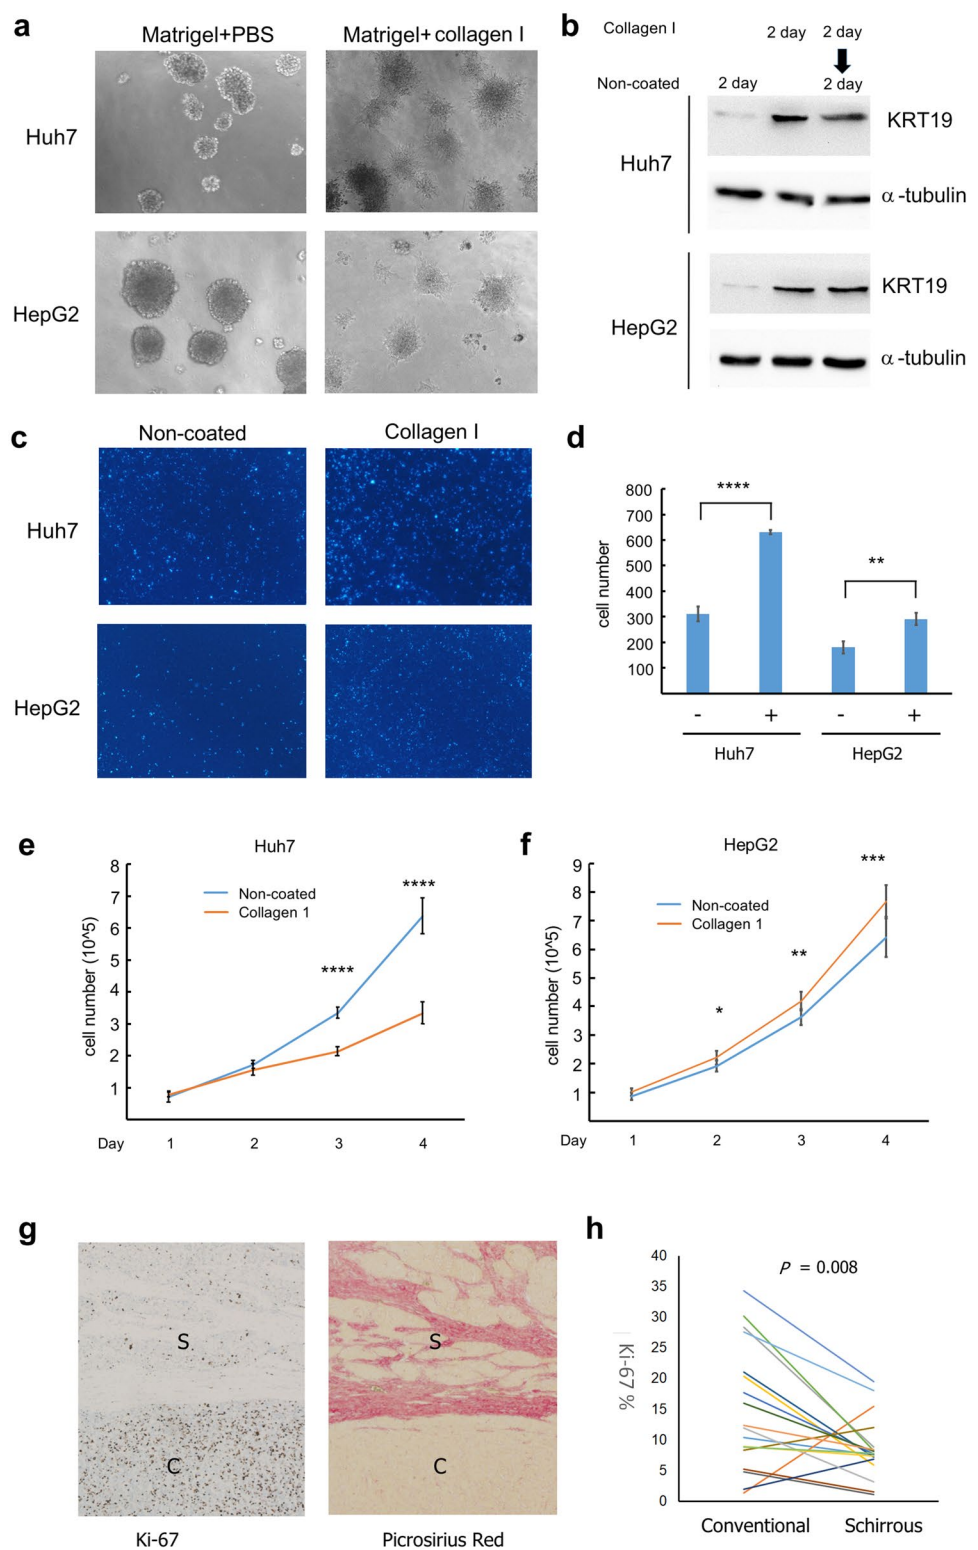 a
Matrigel+PBS
Matrigel+collagen I
Huh7
HepG2
b
Collagen I
2 day
2 day
Non-coated
2 day
2 day
Huh7
KRT19
α-tubulin
HepG2
KRT19
α-tubulin
c
Non-coated
Collagen I
Huh7
HepG2
d
cell number
800
700
600
500
400
300
200
100
****
**
-
+
-
+
Huh7
HepG2
e
Huh7
cell number (10^5)
8
7
6
5
4
3
2
1
Non-coated
Collagen 1
****
****
Day
1
2
3
4
f
HepG2
cell number (10^5)
9
8
7
6
5
4
3
2
1
Non-coated
Collagen 1
*
**
***
Day
1
2
3
4
g
S
C
S
C
Ki-67
Picrosirius Red
h
P = 0.008
Ki-67 %
40
35
30
25
20
15
10
5
0
Conventional
Schirrous